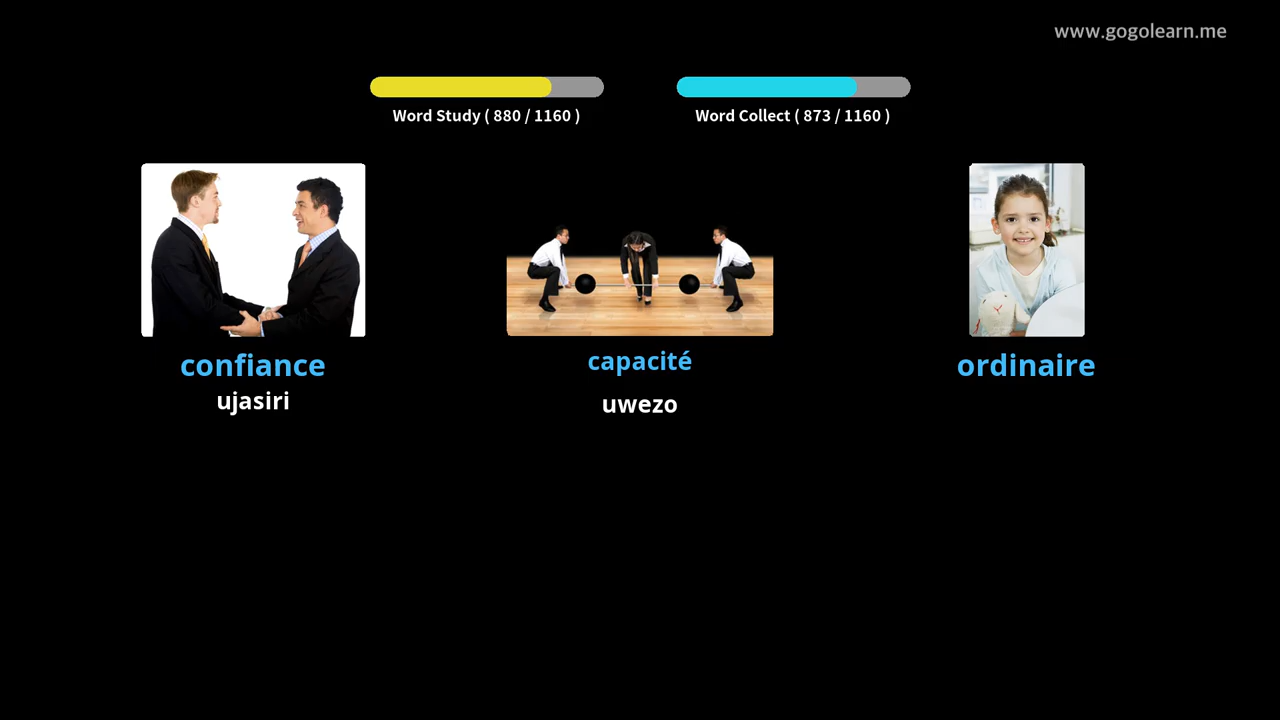 www.gogolearn.me
Word Study ( 880 / 1160 )
Word Collect ( 873 / 1160 )
confiance
ujasiri
capacité
uwezo
ordinaire